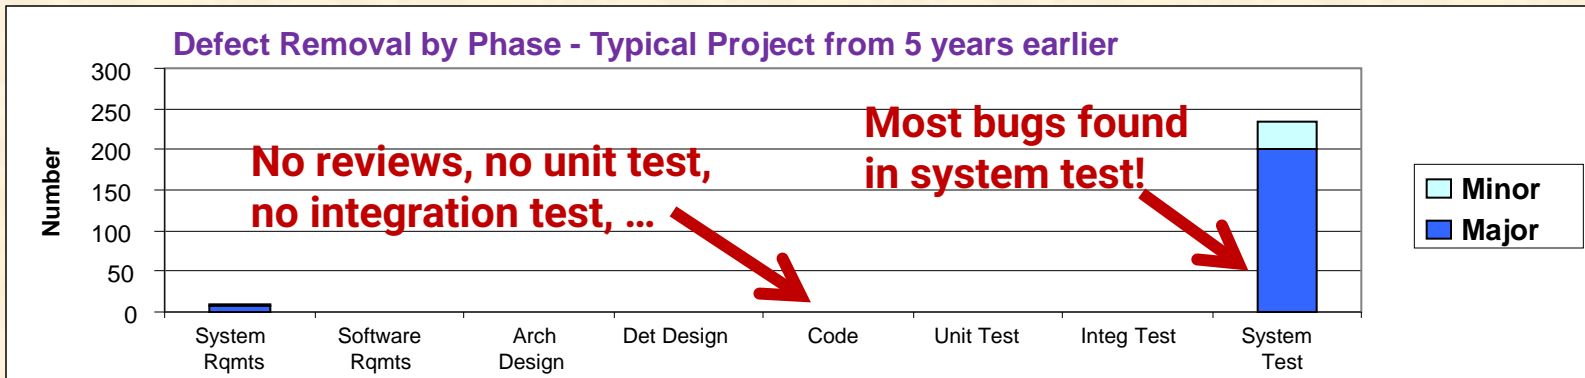 Defect Removal by Phase - Typical Project from 5 years earlier
300
250
200
150
100
50
0
Number
No reviews, no unit test,
no integration test, …
Most bugs found
in system test!
Minor
Major
System
Rqmts
Software
Rqmts
Arch
Design
Det Design
Code
Unit Test
Integ Test
System
Test